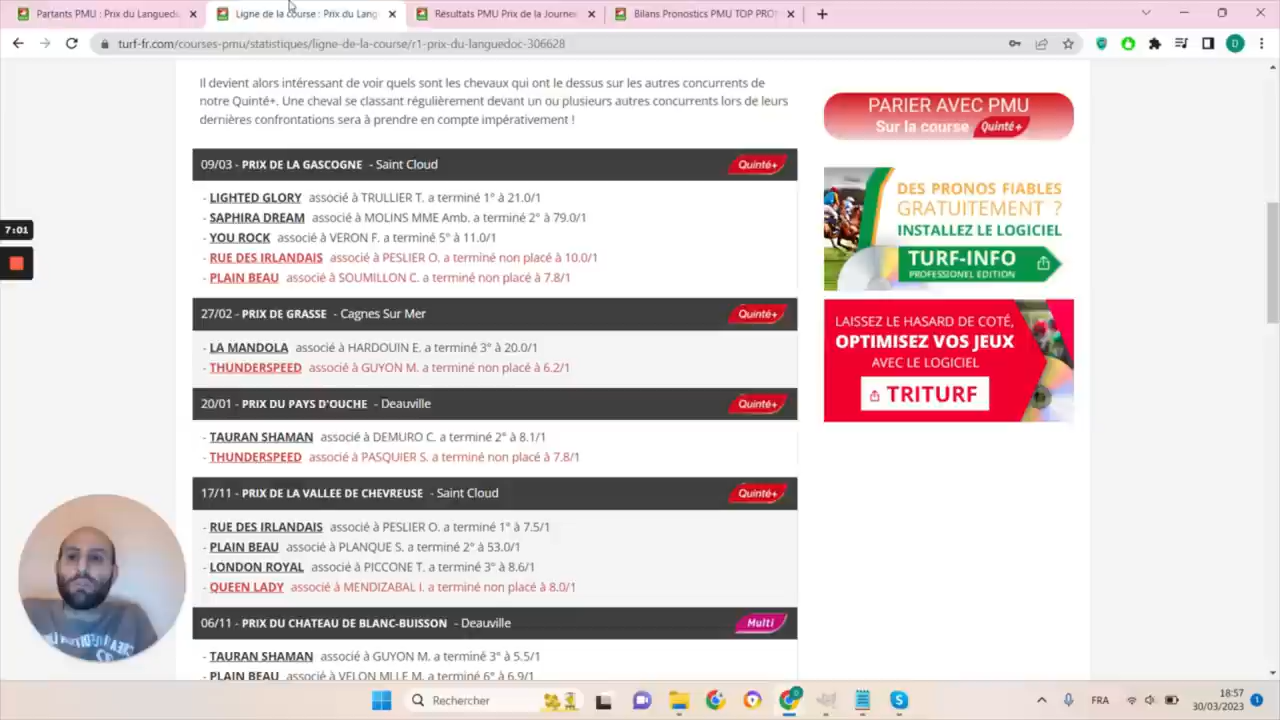 Partants PMU : Prix du Langued
Ligne de la course : Prix du Lang
Résultats PMU Prix de la Journe
Bilans Pronostics PMU TOP PRO
turf-fr.com/courses-pmu/statistiques/ligne-de-la-course/r1-prix-du-languedoc-306628
Il devient alors intéressant de voir quels sont les chevaux qui ont le dessus sur les autres concurrents de
notre Quinté+. Une cheval se classant régulièrement devant un ou plusieurs autres concurrents lors de leurs
dernières confrontations sera à prendre en compte impérativement !
09/03 - PRIX DE LA GASCOGNE - Saint Cloud Quinté+
- LIGHTED GLORY associé à TRULLIER T. a terminé 1° à 21.0/1
- SAPHIRA DREAM associé à MOLINS MME Amb. a terminé 2° à 79.0/1
- YOU ROCK associé à VERON F. a terminé 5° à 11.0/1
- RUE DES IRLANDAIS associé à PESLIER O. a terminé non placé à 10.0/1
- PLAIN BEAU associé à SOUMILLON C. a terminé non placé à 7.8/1
27/02 - PRIX DE GRASSE - Cagnes Sur Mer Quinté+
- LA MANDOLA associé à HARDOUIN E. a terminé 3° à 20.0/1
- THUNDERSPEED associé à GUYON M. a terminé non placé à 6.2/1
20/01 - PRIX DU PAYS D'OUCHE - Deauville Quinté+
- TAURAN SHAMAN associé à DEMURO C. a terminé 2° à 8.1/1
- THUNDERSPEED associé à PASQUIER S. a terminé non placé à 7.8/1
17/11 - PRIX DE LA VALLEE DE CHEVREUSE - Saint Cloud Quinté+
- RUE DES IRLANDAIS associé à PESLIER O. a terminé 1° à 7.5/1
- PLAIN BEAU associé à PLANQUE S. a terminé 2° à 53.0/1
- LONDON ROYAL associé à PICCONE T. a terminé 3° à 8.6/1
- QUEEN LADY associé à MENDIZABAL I. a terminé non placé à 8.0/1
06/11 - PRIX DU CHATEAU DE BLANC-BUISSON - Deauville Multi
- TAURAN SHAMAN associé à GUYON M. a terminé 3° à 5.5/1
- PLAIN BEAU associé à VELON MLLE M. a terminé 6° à 6.9/1
PARIER AVEC PMU
Sur la course Quinté+
DES PRONOS FIABLES
GRATUITEMENT ?
INSTALLEZ LE LOGICIEL
TURF-INFO
PROFESSIONEL EDITION
LAISSEZ LE HASARD DE COTÉ,
OPTIMISEZ VOS JEUX
AVEC LE LOGICIEL
TRITURF
7:01
D
Rechercher
FRA
18:57
30/03/2023
1